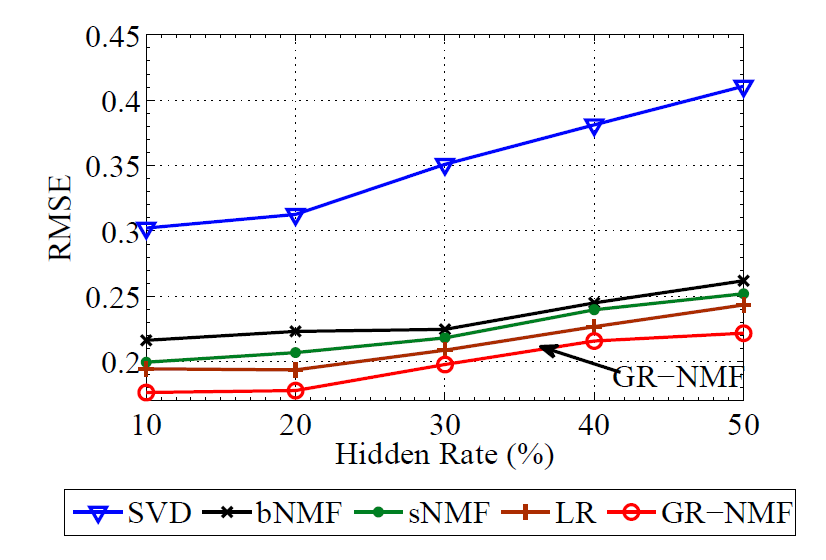 0.45
0.4
0.35
0.3
0.25
0.2
RMSE
GR−NMF
10 20 30 40 50
Hidden Rate (%)
SVD bNMF sNMF LR GR−NMF